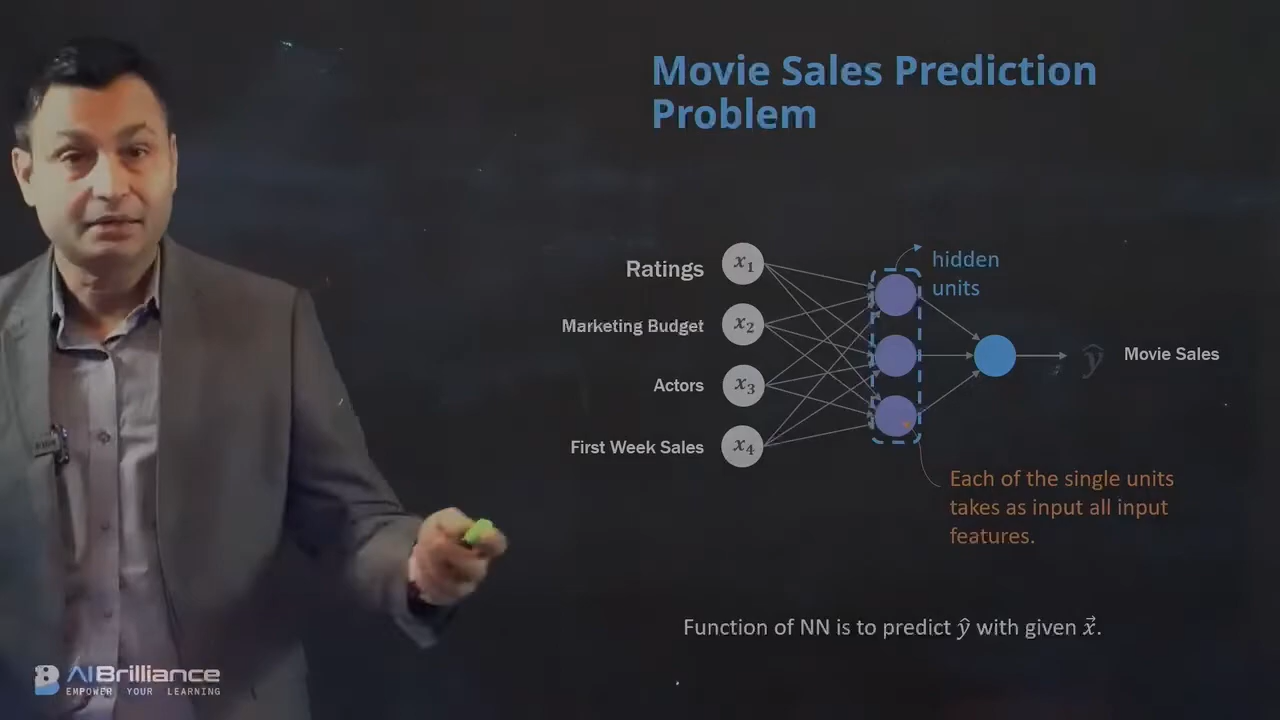 Movie Sales Prediction
Problem
Ratings
x₁
hidden
units
Marketing Budget
x₂
ŷ
Movie Sales
Actors
x₃
First Week Sales
x₄
Each of the single units
takes as input all input
features.
Function of NN is to predict ŷ with given x⃗.
AIBrilliance
EMPOWER YOUR LEARNING